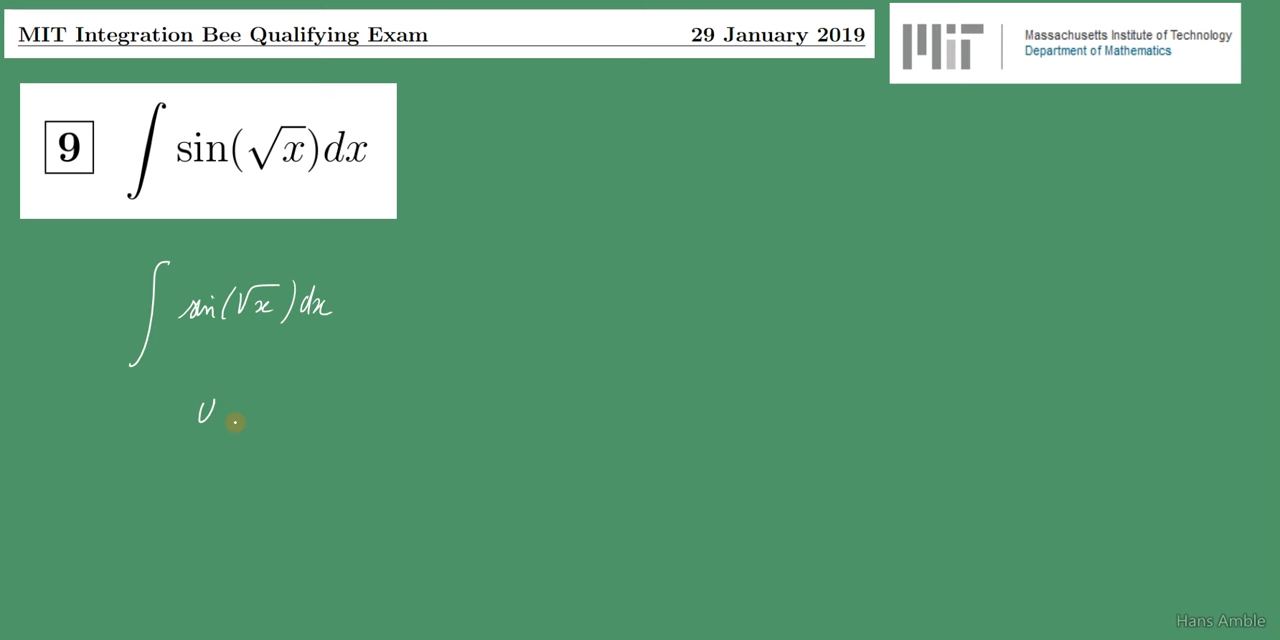 MIT Integration Bee Qualifying Exam 29 January 2019
Massachusetts Institute of Technology
Department of Mathematics
9 ∫ sin(√x)dx
∫ sin(√x)dx
U
Hans Amble